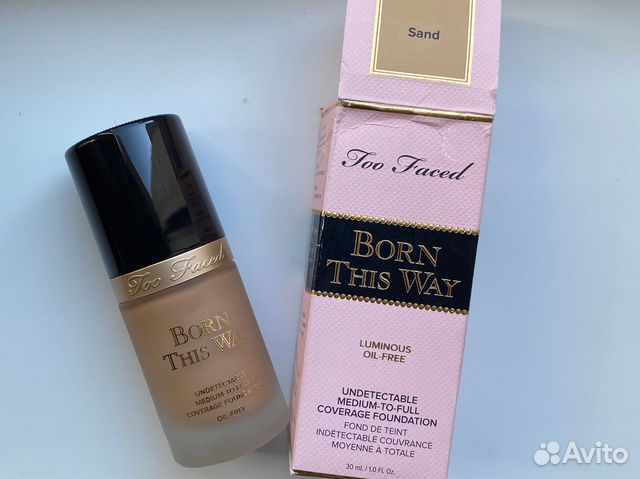 Sand
Too Faced
BORN
THIS WAY
LUMINOUS
OIL-FREE
UNDETECTABLE
MEDIUM-TO-FULL
COVERAGE FOUNDATION
FOND DE TEINT
INDÉTECTABLE COUVRANCE
MOYENNE À TOTALE
30 mL / 1.0 Fl. Oz.
Too Faced
BORN
THIS WAY
UNDETECTABLE
MEDIUM-TO-FULL
COVERAGE FOUNDATION
OIL-FREE
Avito